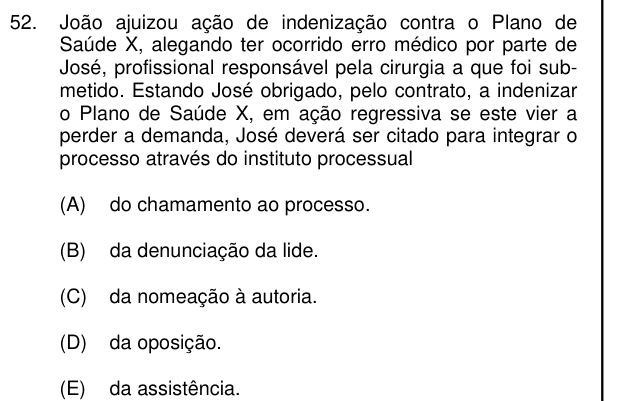 52. João ajuizou ação de indenização contra o Plano de
Saúde X, alegando ter ocorrido erro médico por parte de
José, profissional responsável pela cirurgia a que foi sub-
metido. Estando José obrigado, pelo contrato, a indenizar
o Plano de Saúde X, em ação regressiva se este vier a
perder a demanda, José deverá ser citado para integrar o
processo através do instituto processual
(A) do chamamento ao processo.
(B) da denunciação da lide.
(C) da nomeação à autoria.
(D) da oposição.
(E) da assistência.